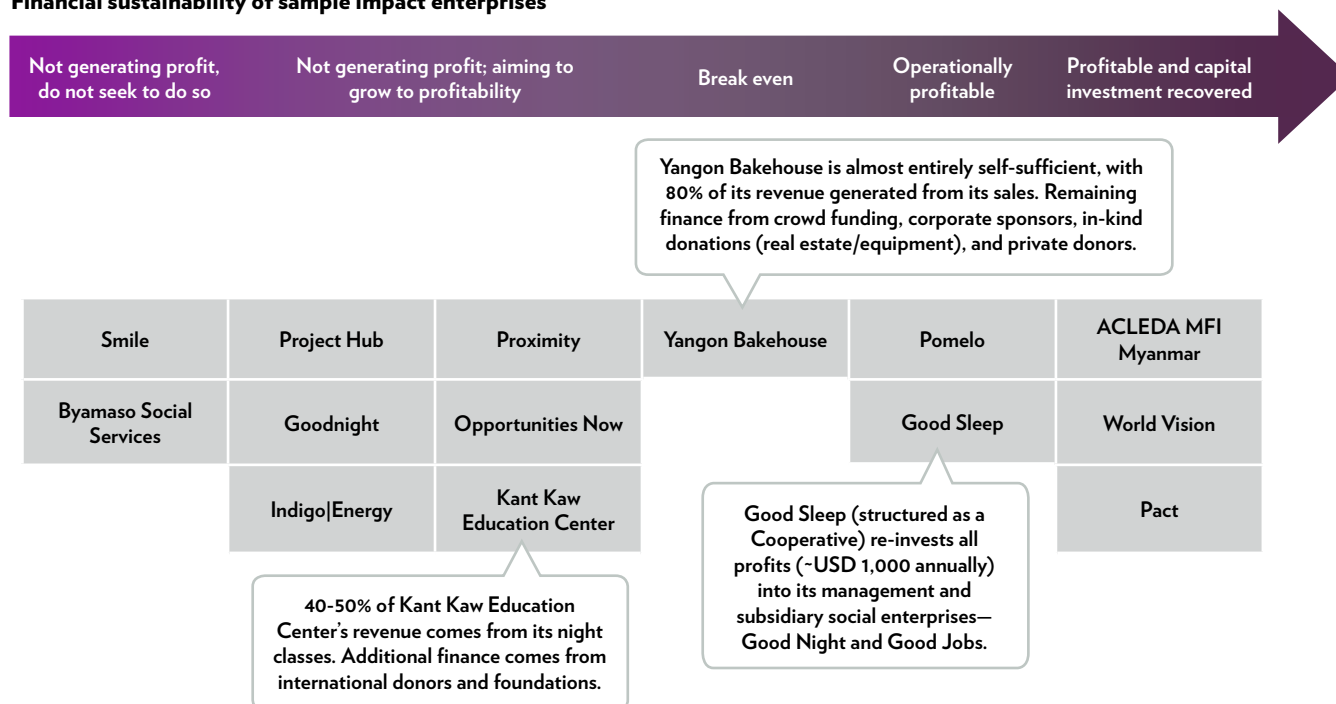 Financial sustainability of sample impact enterprises
Not generating profit,
do not seek to do so
Not generating profit; aiming to
grow to profitability
Break even
Operationally
profitable
Profitable and capital
investment recovered
Yangon Bakehouse is almost entirely self-sufficient, with
80% of its revenue generated from its sales. Remaining
finance from crowd funding, corporate sponsors, in-kind
donations (real estate/equipment), and private donors.
Smile
Project Hub
Proximity
Yangon Bakehouse
Pomelo
ACLEDA MFI
Myanmar
Byamaso Social
Services
Goodnight
Opportunities Now
Good Sleep
World Vision
Indigo|Energy
Kant Kaw
Education Center
Pact
Good Sleep (structured as a
Cooperative) re-invests all
profits (~USD 1,000 annually)
into its management and
subsidiary social enterprises—
Good Night and Good Jobs.
40-50% of Kant Kaw Education
Center's revenue comes from its night
classes. Additional finance comes from
international donors and foundations.